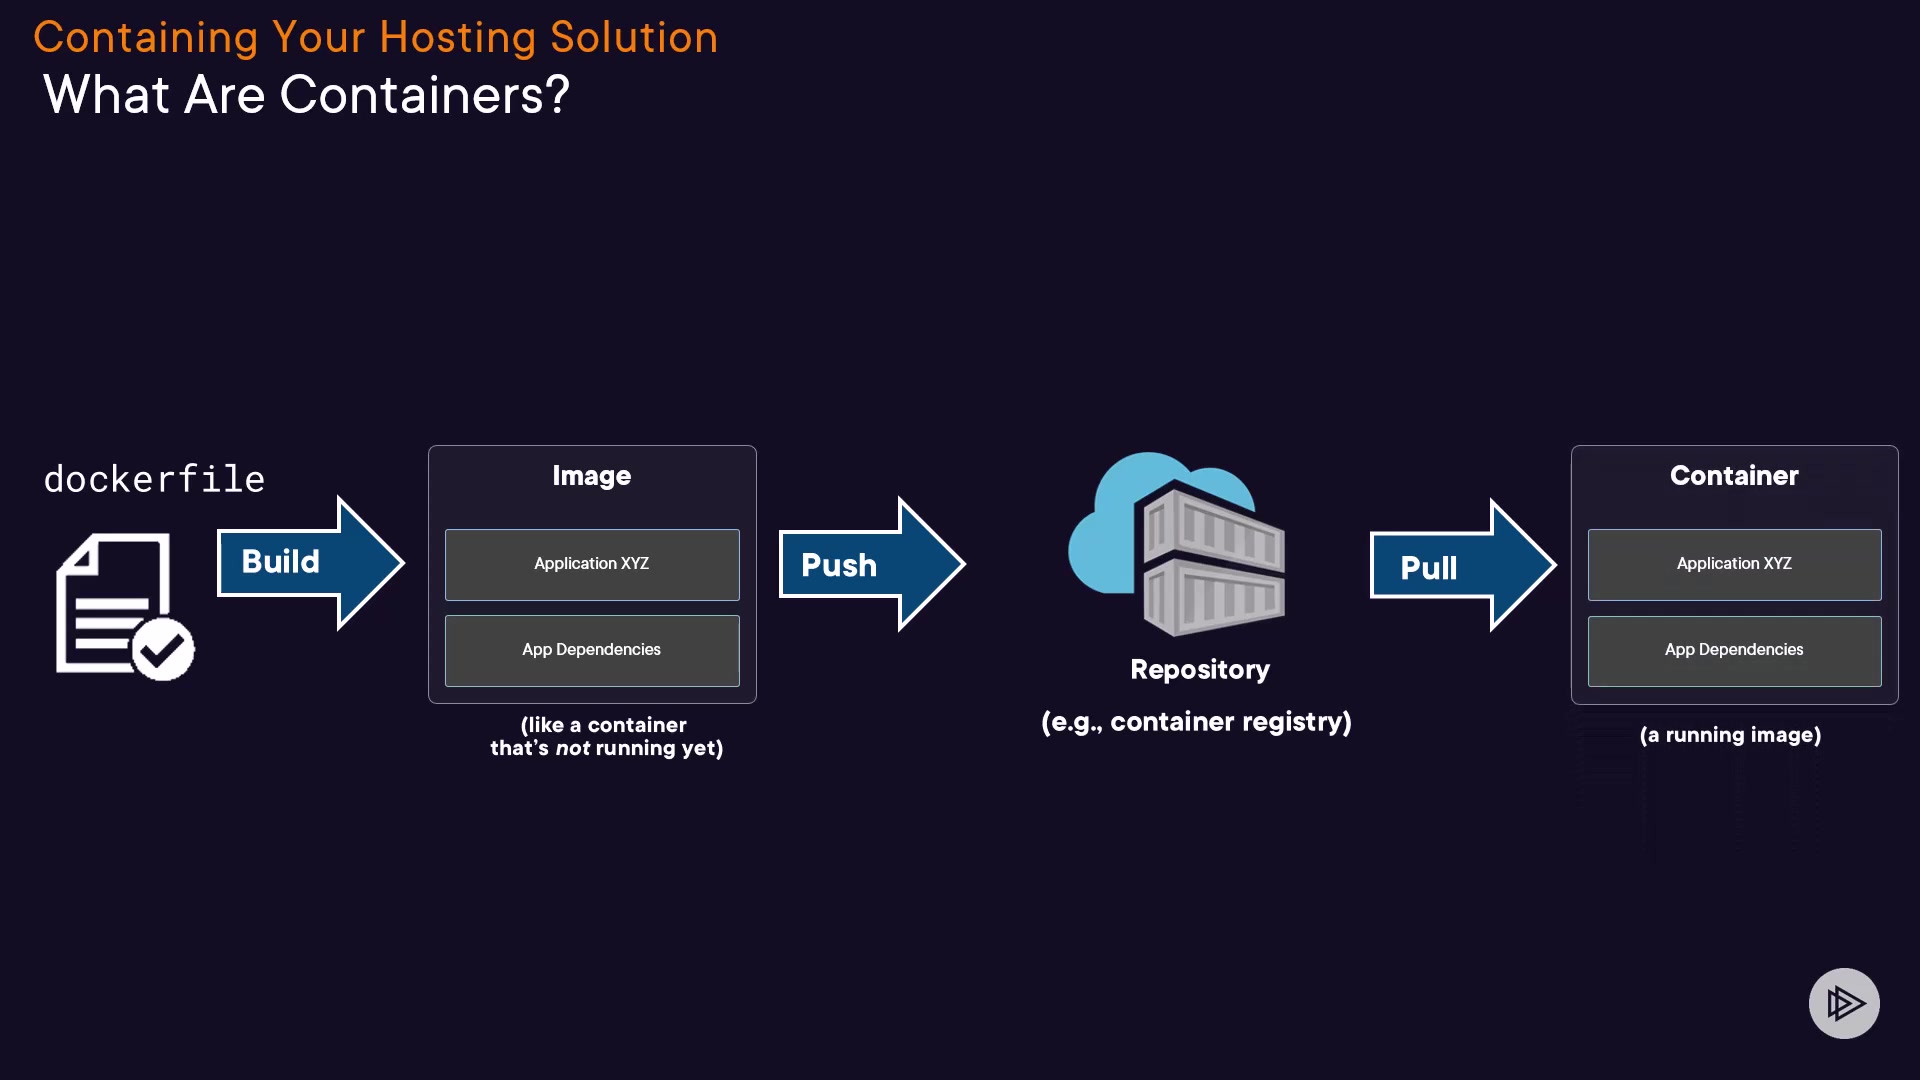 Containing Your Hosting Solution
What Are Containers?
dockerfile
Build
Image
Application XYZ
App Dependencies
(like a container
that's not running yet)
Push
Repository
(e.g., container registry)
Pull
Container
Application XYZ
App Dependencies
(a running image)